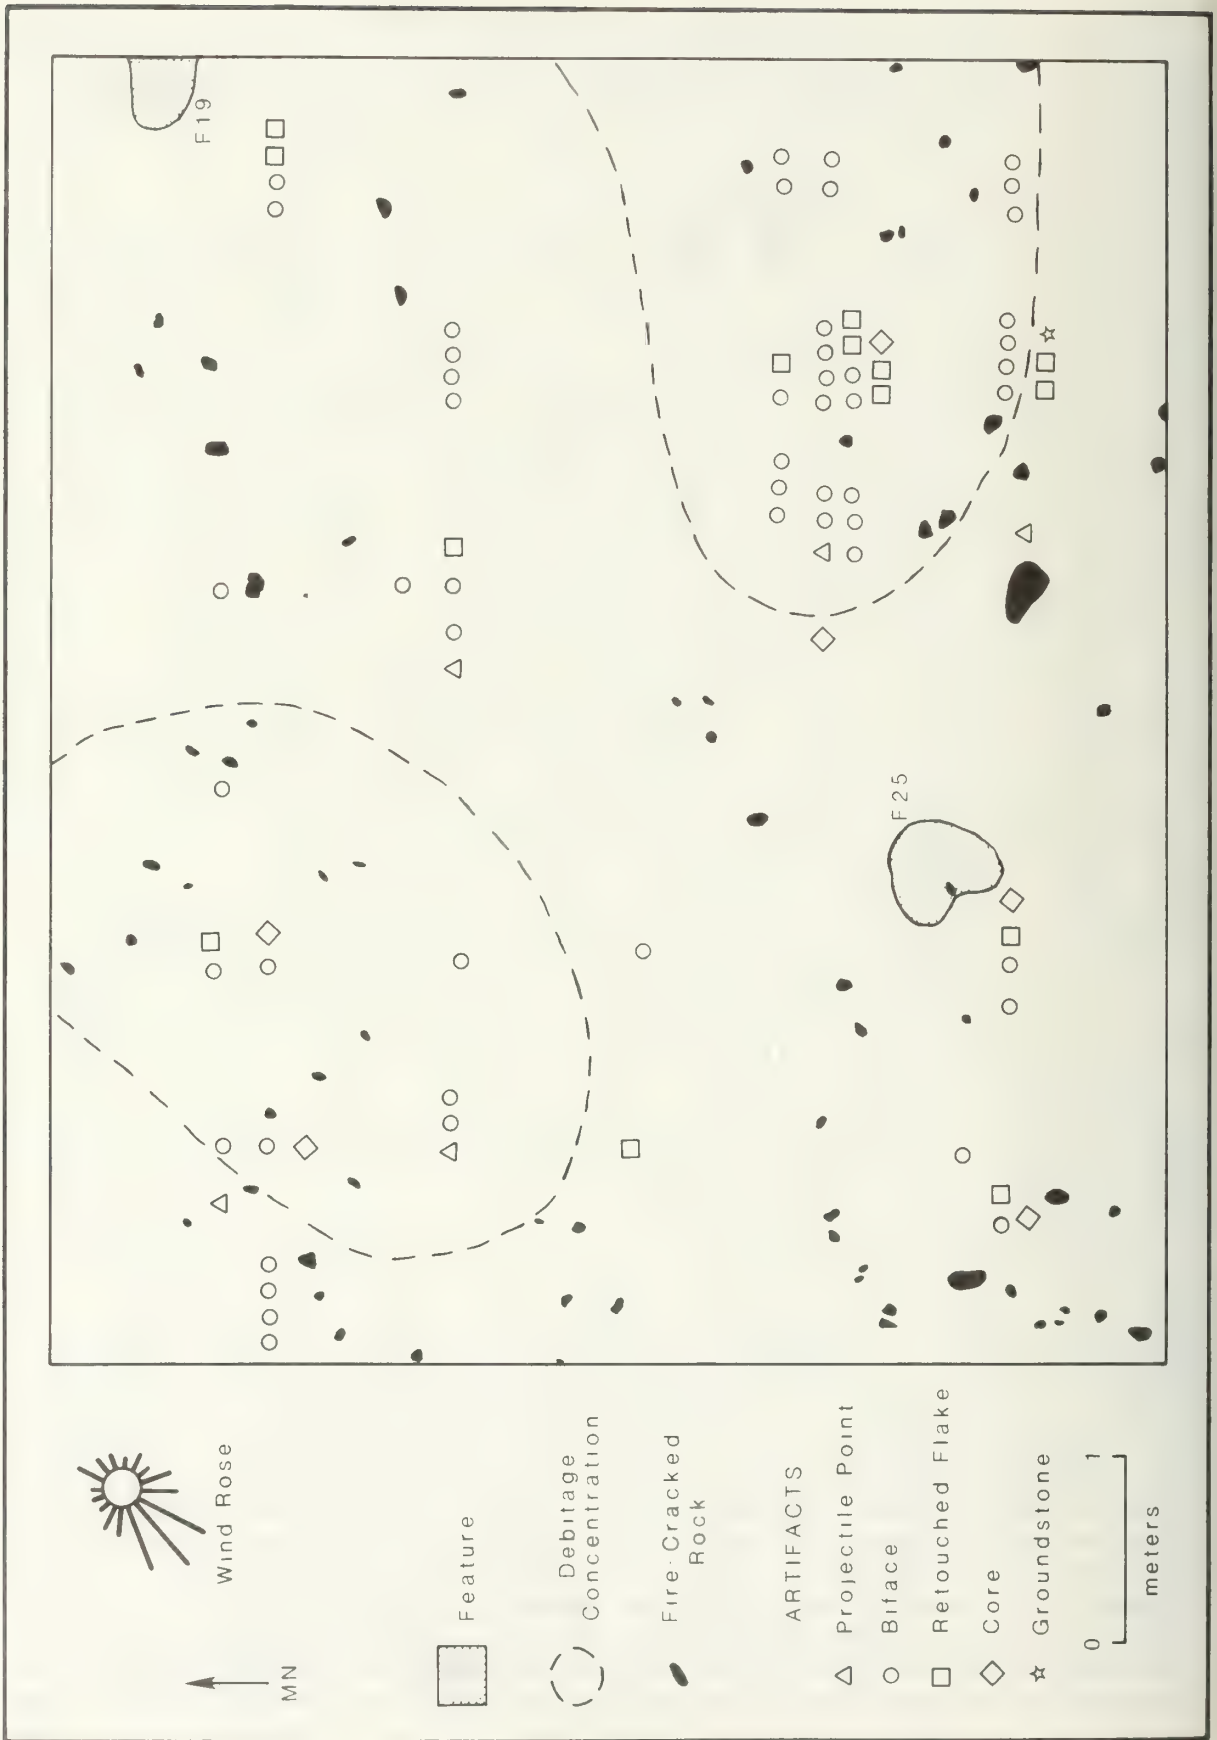 F19
F25
Wind Rose
MN
Feature
Debitage
Concentration
Fire-Cracked
Rock
ARTIFACTS
Projectile Point
Biface
Retouched Flake
Core
Groundstone
0 1
meters